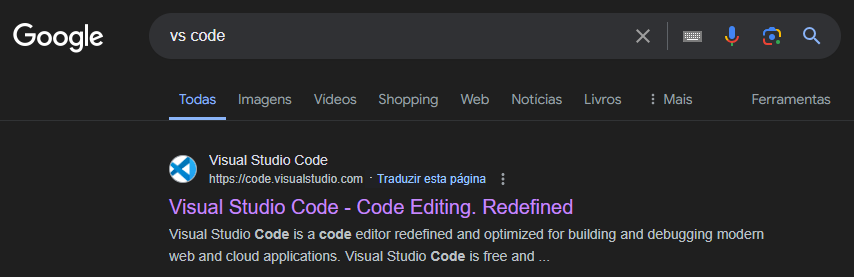 Google
vs code
Todas Imagens Vídeos Shopping Web Notícias Livros Mais Ferramentas
Visual Studio Code
https://code.visualstudio.com · Traduzir esta página
Visual Studio Code - Code Editing. Redefined
Visual Studio Code is a code editor redefined and optimized for building and debugging modern
web and cloud applications. Visual Studio Code is free and ...